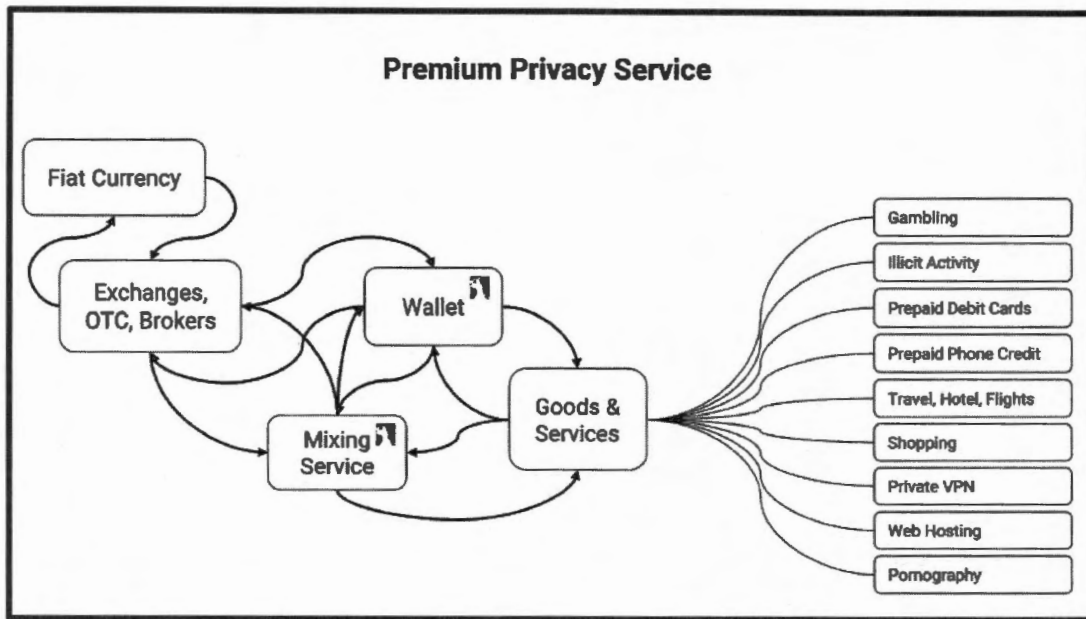 Premium Privacy Service
Fiat Currency
Exchanges,
OTC, Brokers
Wallet
Mixing
Service
Goods &
Services
Gambling
Illicit Activity
Prepaid Debit Cards
Prepaid Phone Credit
Travel, Hotel, Flights
Shopping
Private VPN
Web Hosting
Pornography